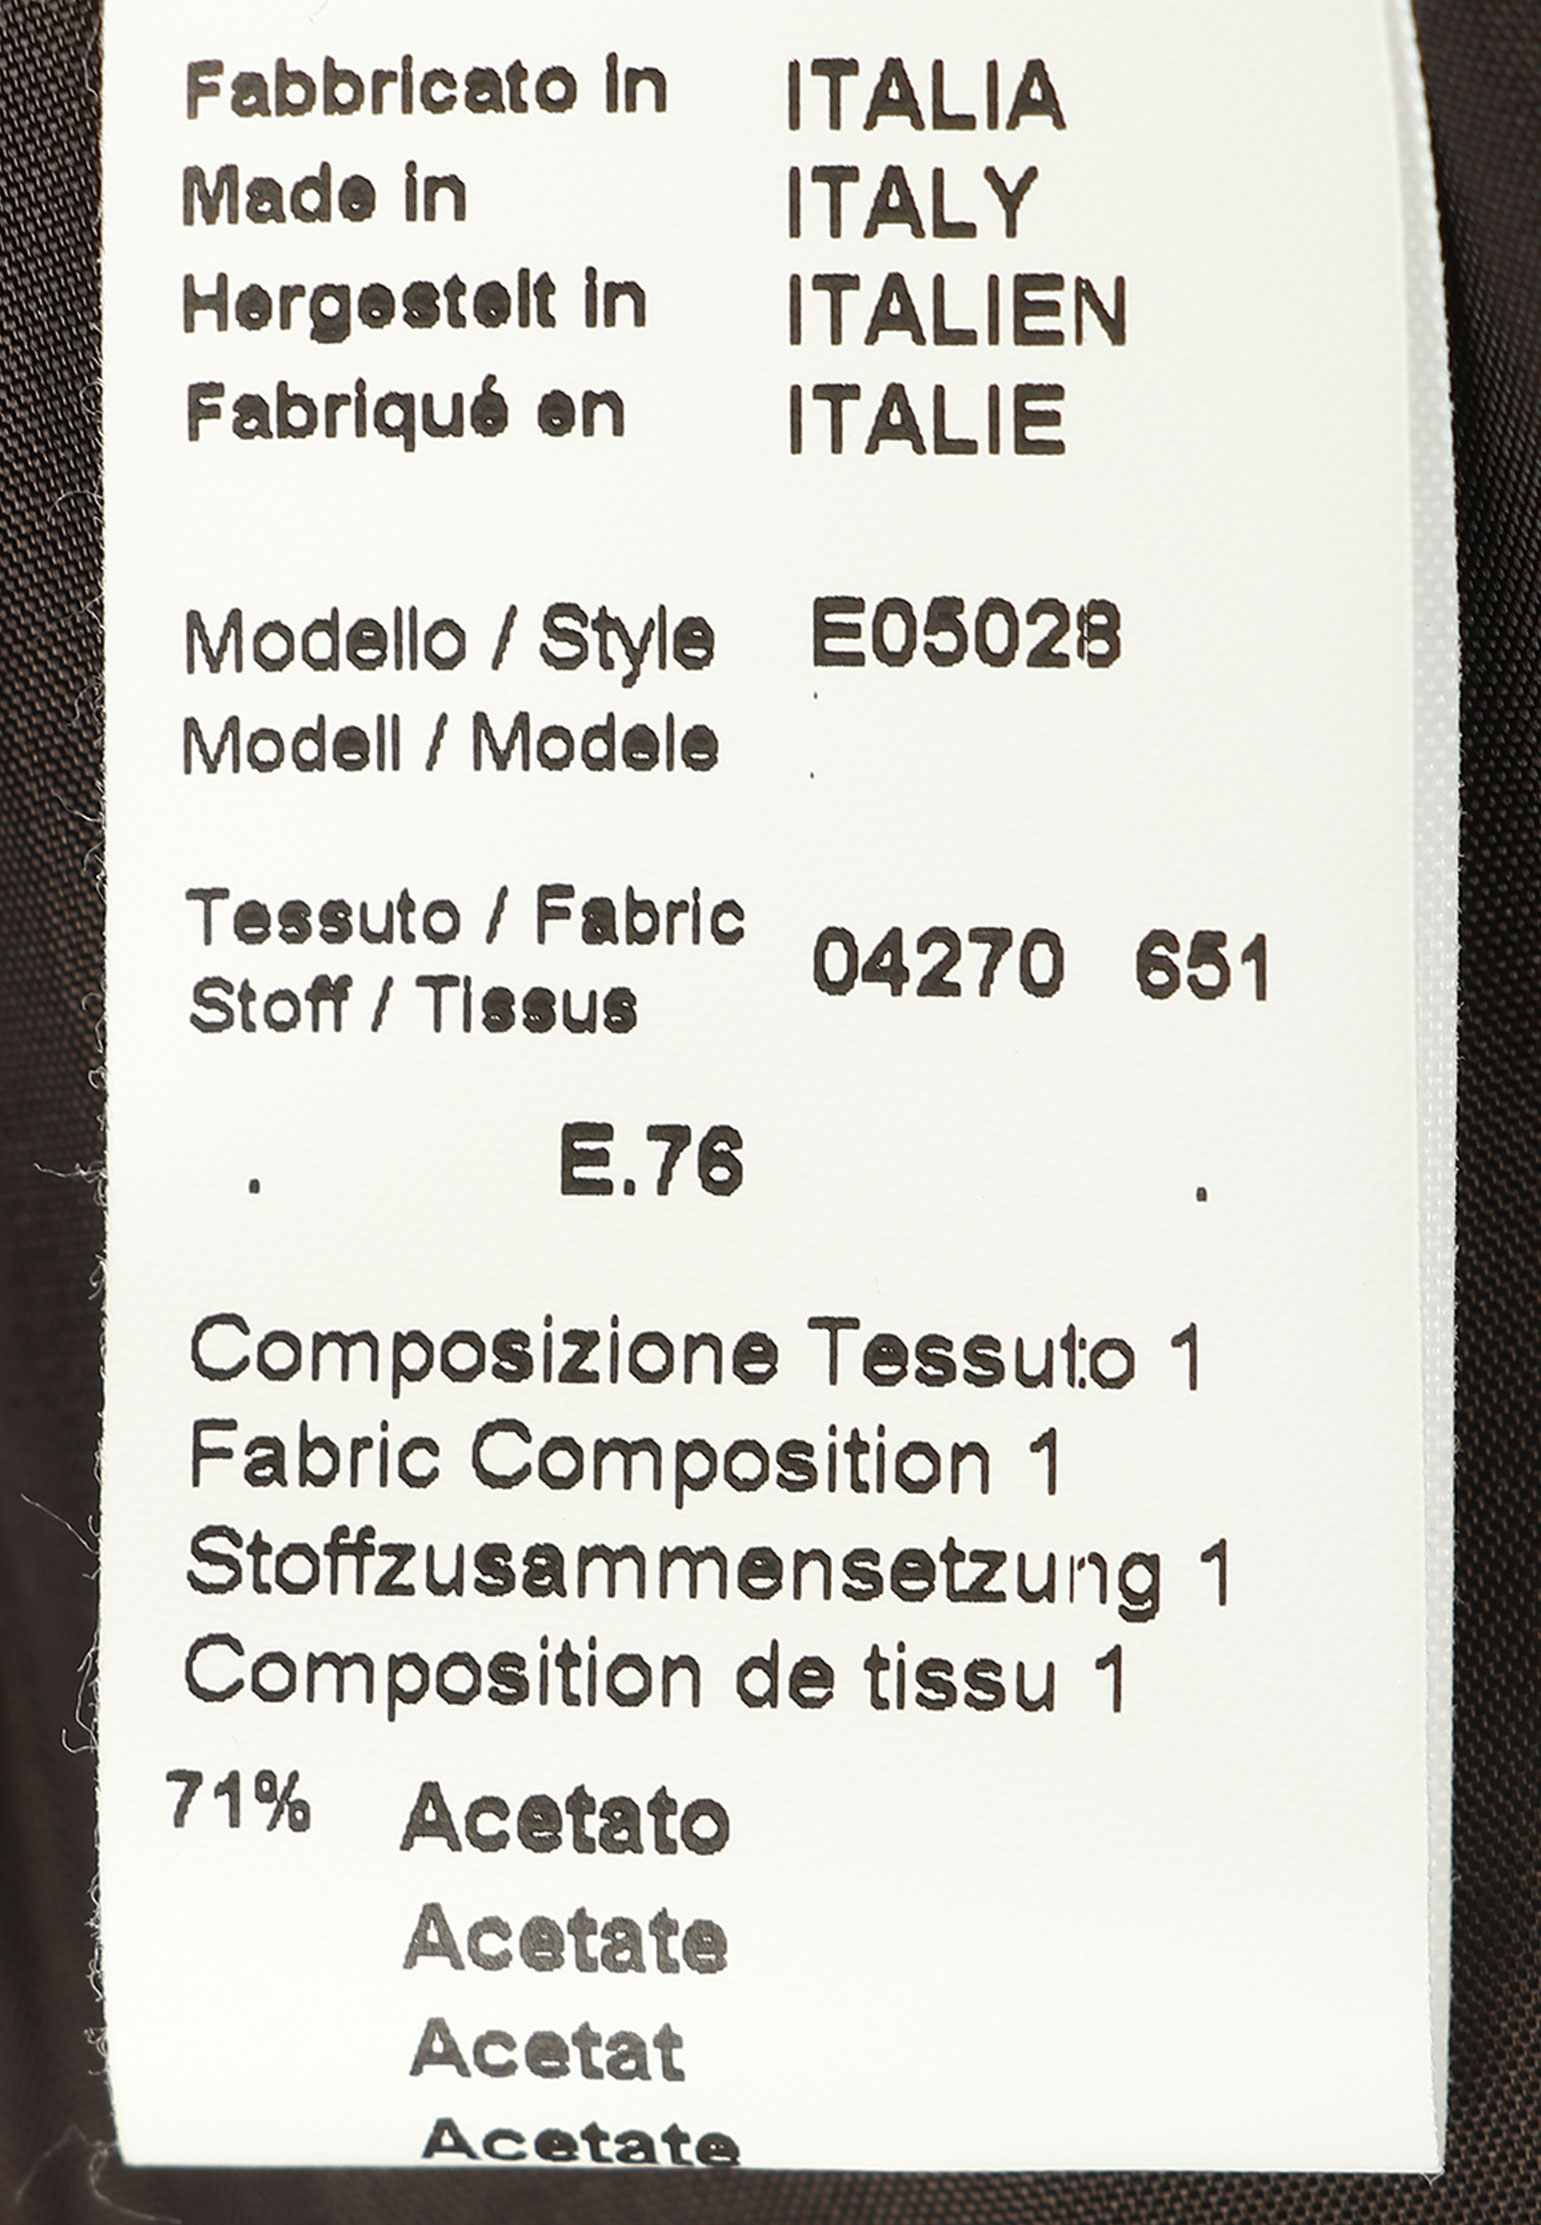 Fabbricato in ITALIA
Made in ITALY
Hergestelt in ITALIEN
Fabriqué en ITALIE
Modello / Style E05028
Modell / Modele
Tessuto / Fabric
04270 651
Stoff / Tissus
. E.76 .
Composizione Tessuto 1
Fabric Composition 1
Stoffzusammensetzung 1
Composition de tissu 1
71% Acetato
Acetate
Acetat
Acetate